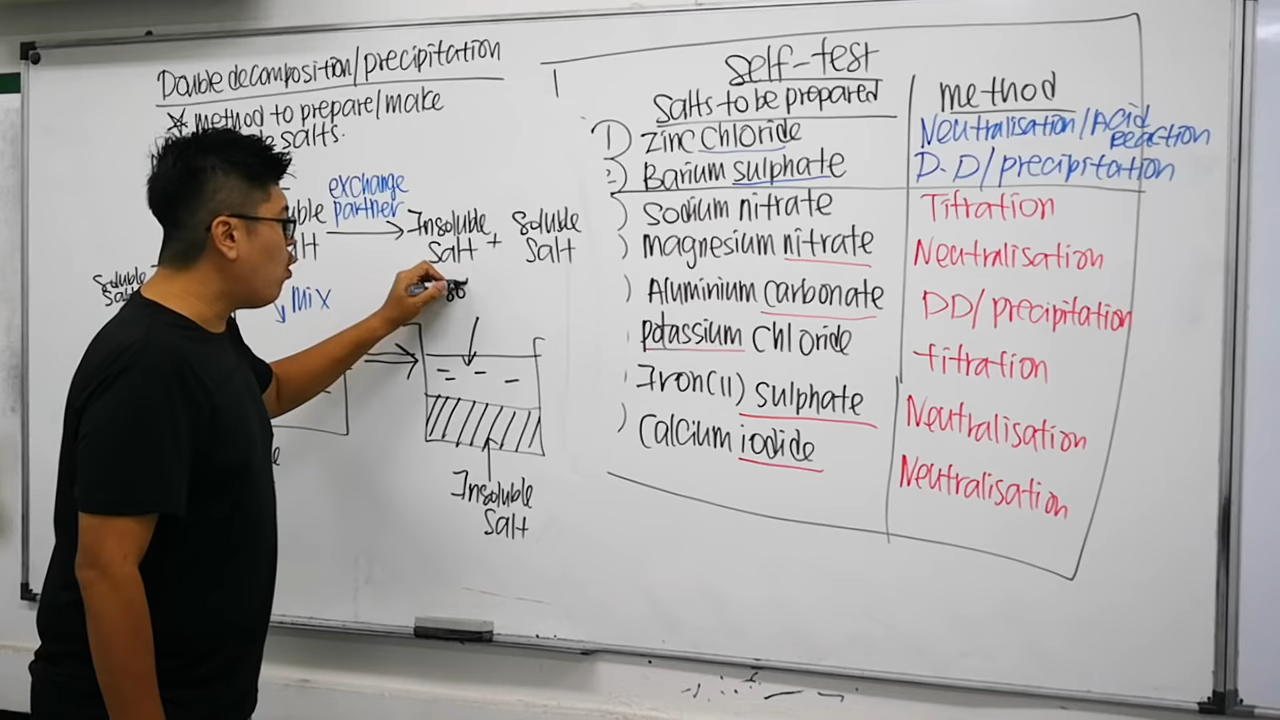 Double decomposition/precipitation
* method to prepare/make
salts.
exchange
partner
Insoluble
Salt
+
Soluble
Salt
Soluble
Salt
Mix
Insoluble
Salt
self-test
Salts to be prepared
method
1) Zinc chloride
Neutralisation/Acid
Reaction
2) Barium sulphate
D.D/precipitation
) Sodium nitrate
Titration
) magnesium nitrate
Neutralisation
) Aluminium carbonate
DD/precipitation
potassium chloride
titration
Iron(II) sulphate
Neutralisation
) Calcium iodide
Neutralisation